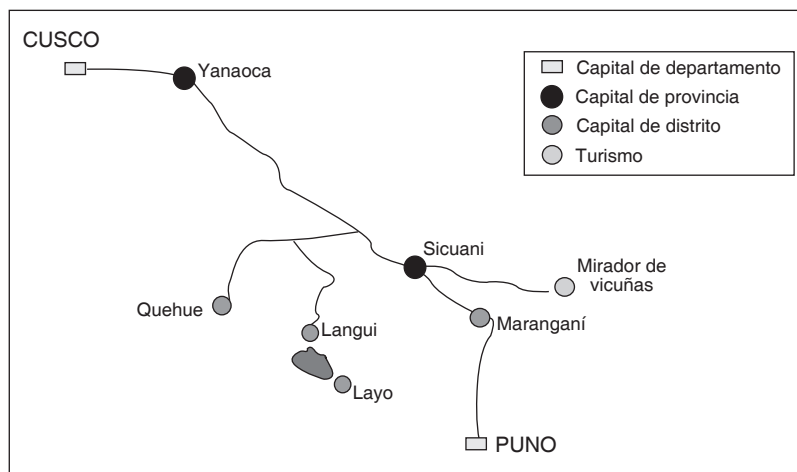 CUSCO
Yanaoca
Capital de departamento
Capital de provincia
Capital de distrito
Turismo
Sicuani
Mirador de
vicuñas
Quehue
Langui
Maranganí
Layo
PUNO